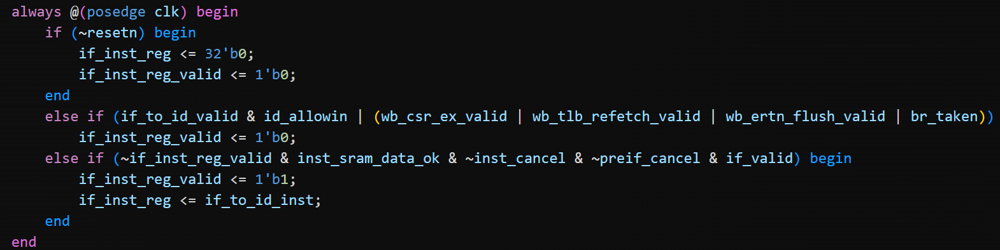 always @(posedge clk) begin
    if (~resetn) begin
        if_inst_reg <= 32'b0;
        if_inst_reg_valid <= 1'b0;
    end
    else if (if_to_id_valid & id_allowin | (wb_csr_ex_valid | wb_tlb_refetch_valid | wb_ertn_flush_valid | br_taken))
        if_inst_reg_valid <= 1'b0;
    else if (~if_inst_reg_valid & inst_sram_data_ok & ~inst_cancel & ~preif_cancel & if_valid) begin
        if_inst_reg_valid <= 1'b1;
        if_inst_reg <= if_to_id_inst;
    end
end